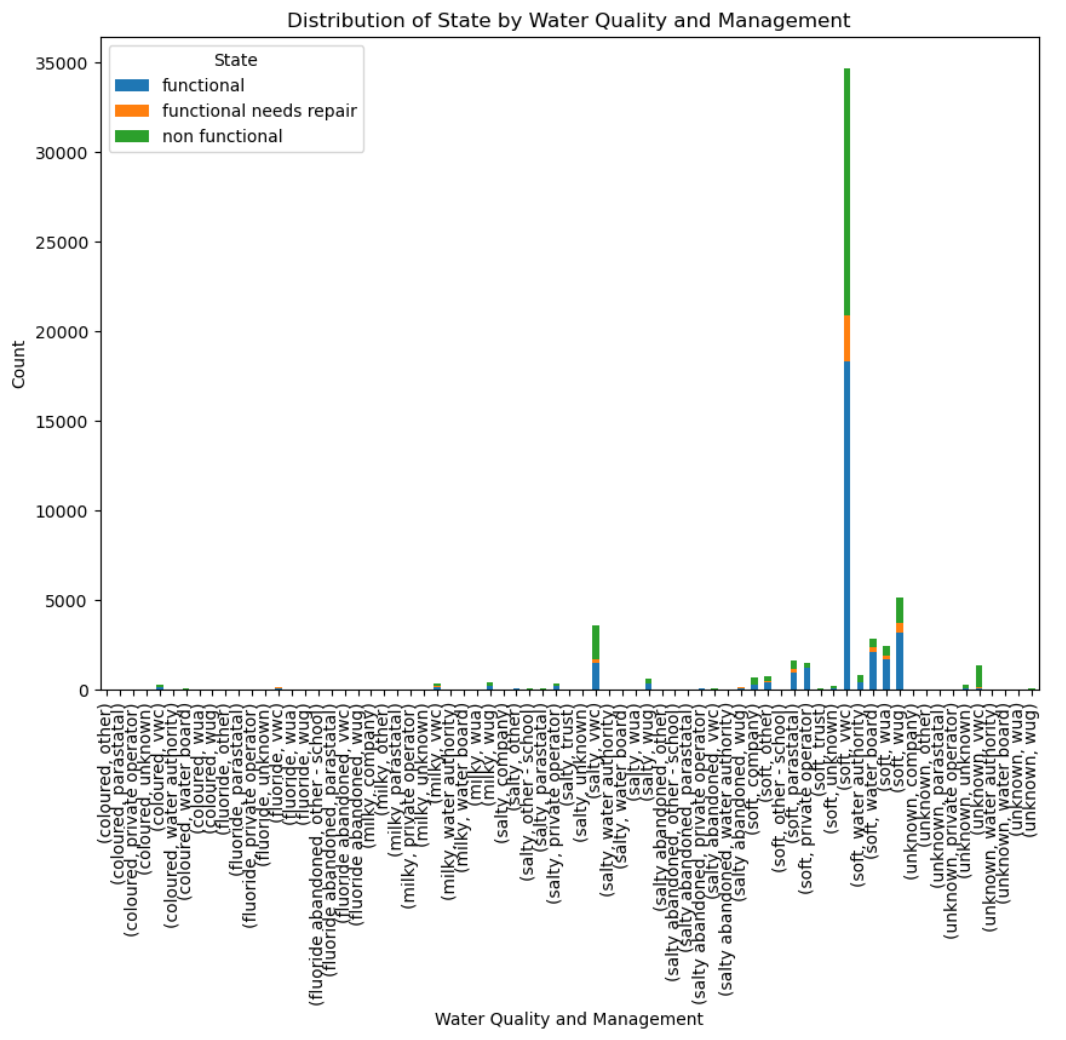 Distribution of State by Water Quality and Management
State
functional
functional needs repair
non functional
35000
30000
25000
20000
15000
10000
5000
0
Count
(coloured, other)
(coloured, parastatal)
(coloured, private operator)
(coloured, unknown)
(coloured, vwc)
(coloured, water authority)
(coloured, water board)
(coloured, wua)
(coloured, wug)
(fluoride, other)
(fluoride, parastatal)
(fluoride, private operator)
(fluoride, unknown)
(fluoride, vwc)
(fluoride, wua)
(fluoride, wug)
(fluoride abandoned, other - school)
(fluoride abandoned, parastatal)
(fluoride abandoned, vwc)
(fluoride abandoned, wug)
(milky, company)
(milky, other)
(milky, parastatal)
(milky, private operator)
(milky, unknown)
(milky, vwc)
(milky, water authority)
(milky, water board)
(milky, wua)
(milky, wug)
(salty, company)
(salty, other)
(salty, other - school)
(salty, parastatal)
(salty, private operator)
(salty, trust)
(salty, unknown)
(salty, vwc)
(salty, water authority)
(salty, water board)
(salty, wua)
(salty, wug)
(salty abandoned, other)
(salty abandoned, other - school)
(salty abandoned, parastatal)
(salty abandoned, private operator)
(salty abandoned, vwc)
(salty abandoned, water authority)
(salty abandoned, wug)
(soft, company)
(soft, other)
(soft, other - school)
(soft, parastatal)
(soft, private operator)
(soft, trust)
(soft, unknown)
(soft, vwc)
(soft, water authority)
(soft, water board)
(soft, wua)
(soft, wug)
(unknown, company)
(unknown, other)
(unknown, parastatal)
(unknown, private operator)
(unknown, unknown)
(unknown, vwc)
(unknown, water authority)
(unknown, water board)
(unknown, wua)
(unknown, wug)
Water Quality and Management